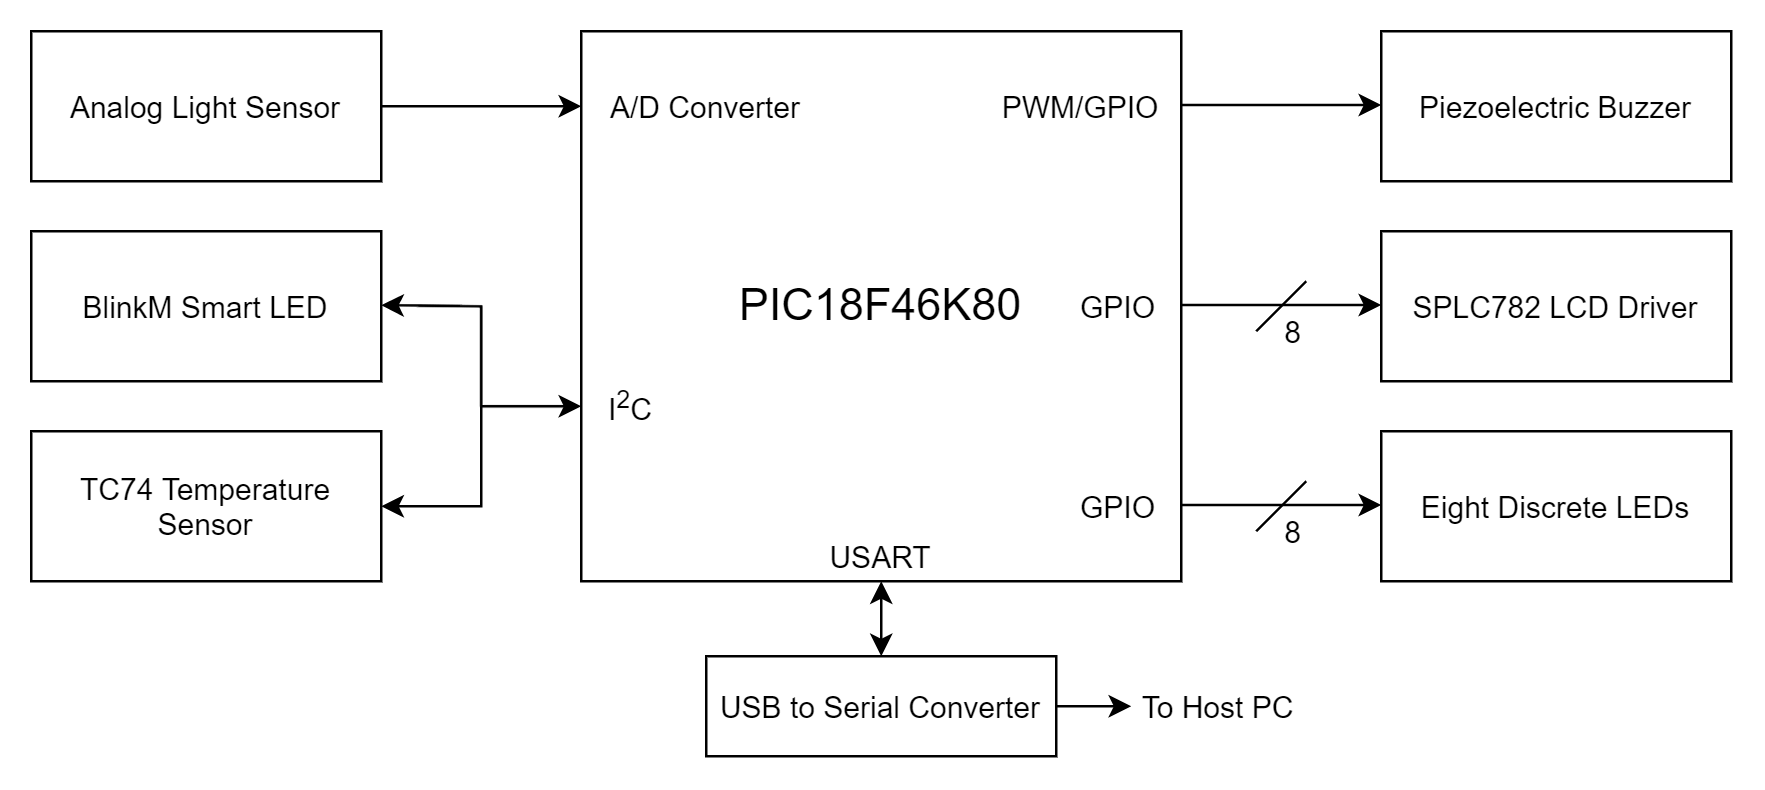 Analog Light Sensor
A/D Converter
PWM/GPIO
Piezoelectric Buzzer
BlinkM Smart LED
PIC18F46K80
GPIO
8
SPLC782 LCD Driver
I²C
TC74 Temperature
Sensor
GPIO
8
Eight Discrete LEDs
USART
USB to Serial Converter
To Host PC